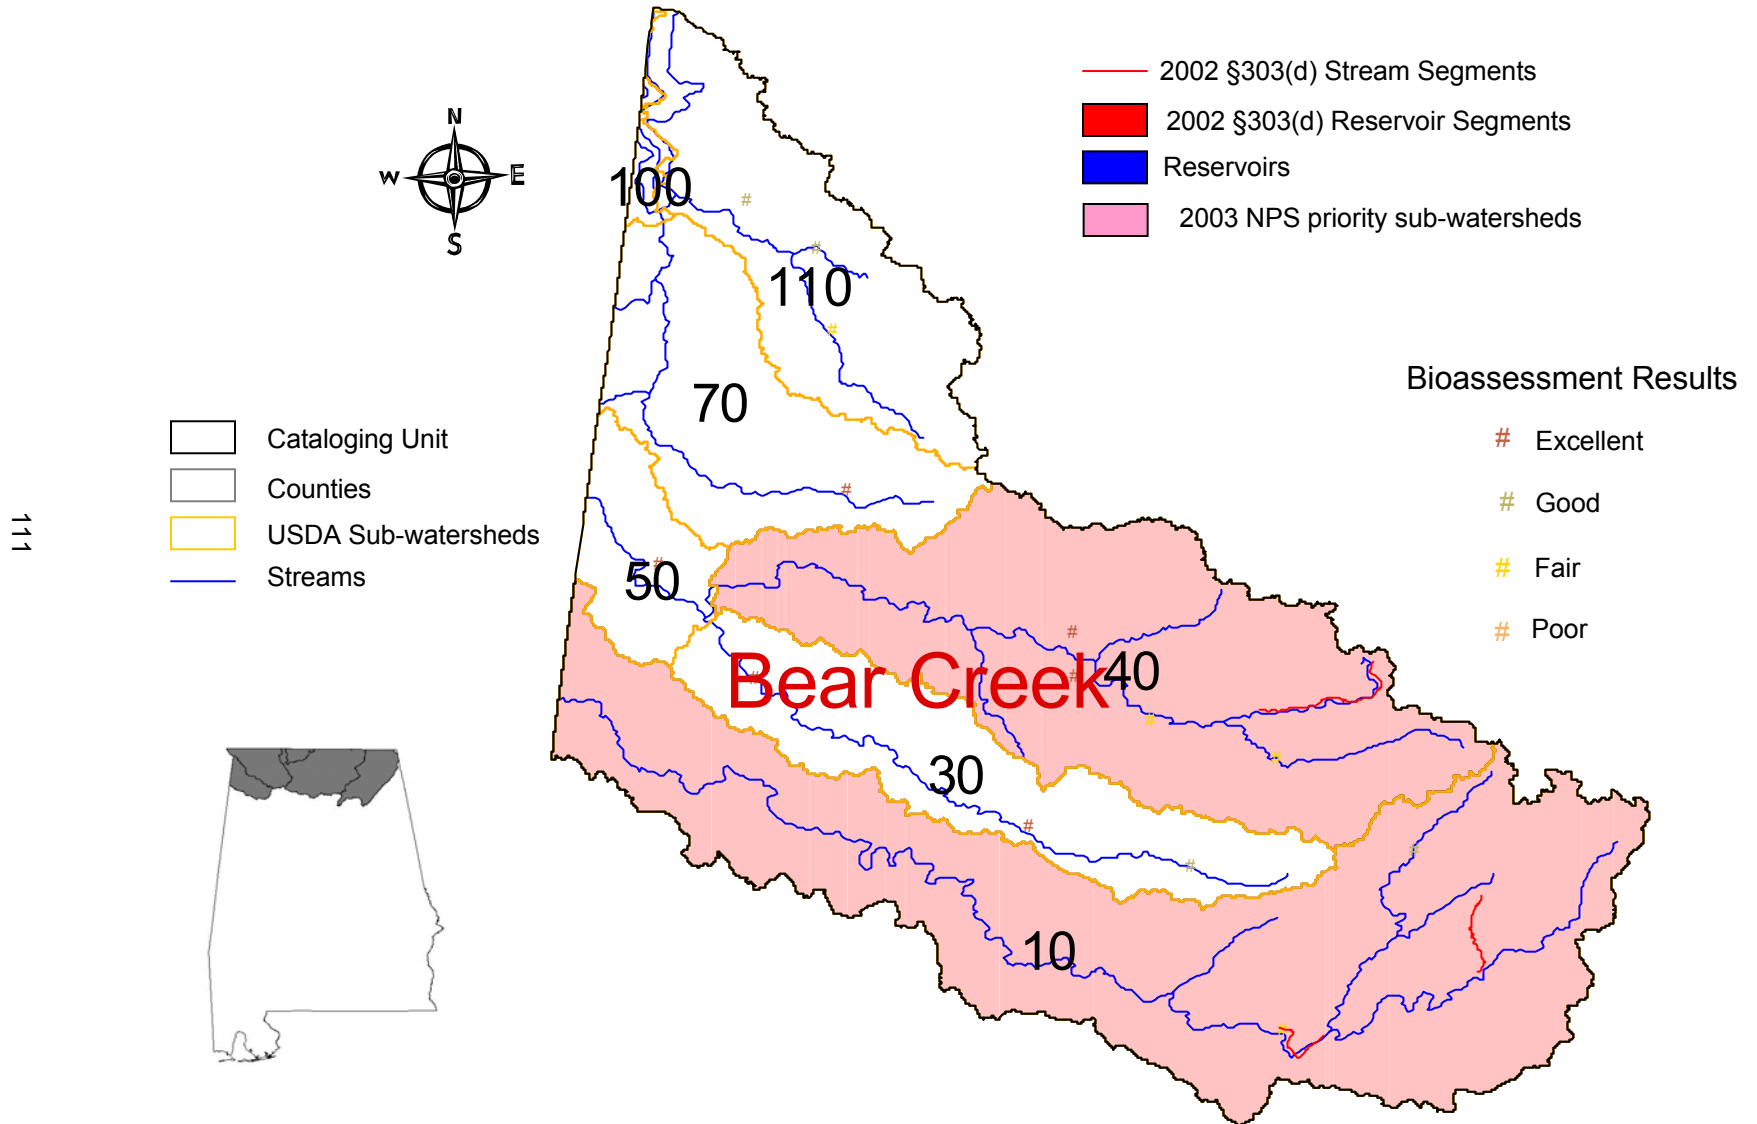 2002 §303(d) Stream Segments
2002 §303(d) Reservoir Segments
Reservoirs
2003 NPS priority sub-watersheds
N
W
E
S
100
110
70
50
40
30
10
Bear Creek
Bioassessment Results
# Excellent
# Good
# Fair
# Poor
Cataloging Unit
Counties
USDA Sub-watersheds
Streams
111